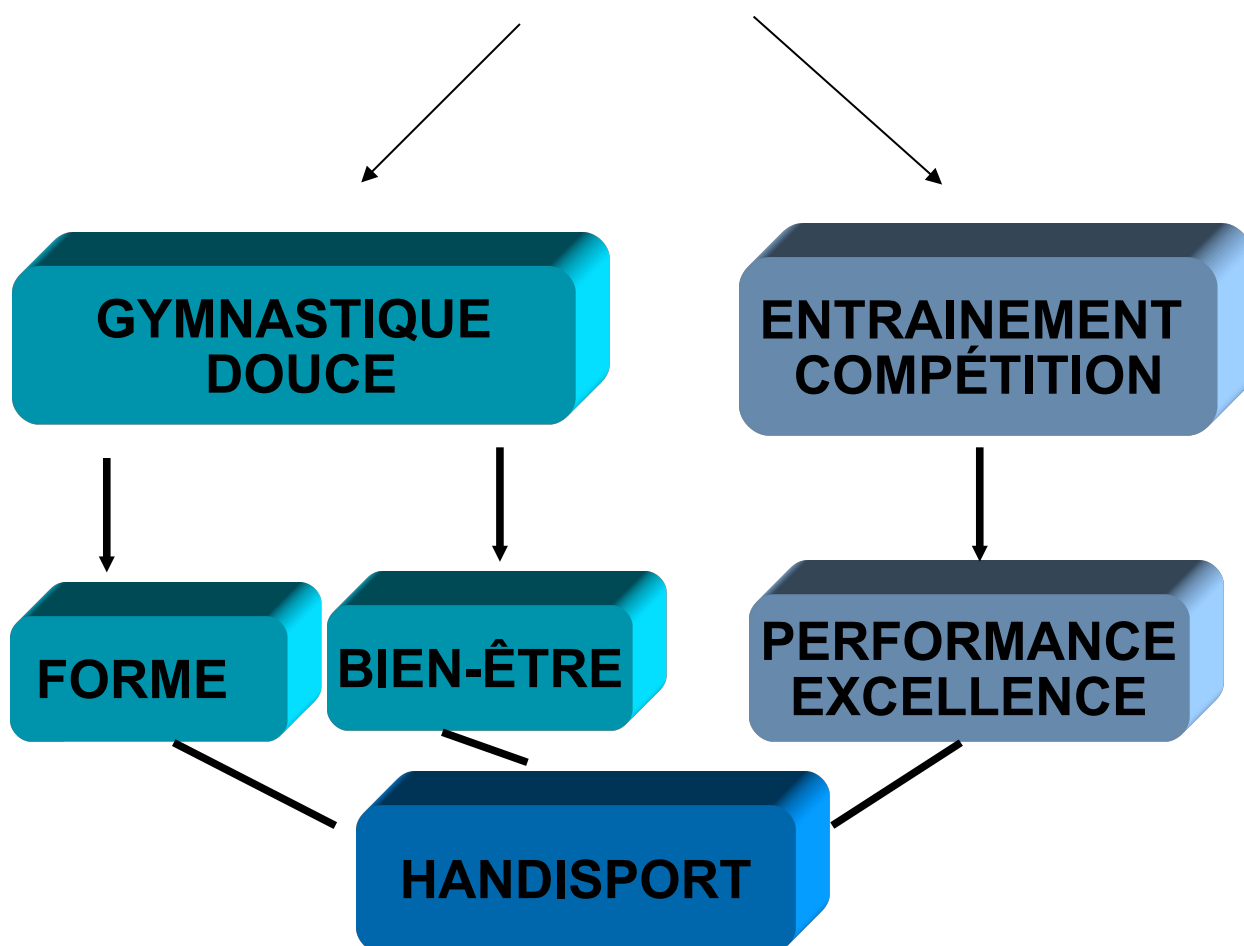 GYMNASTIQUE
DOUCE
ENTRAINEMENT
COMPÉTITION
FORME
BIEN-ÊTRE
PERFORMANCE
EXCELLENCE
HANDISPORT